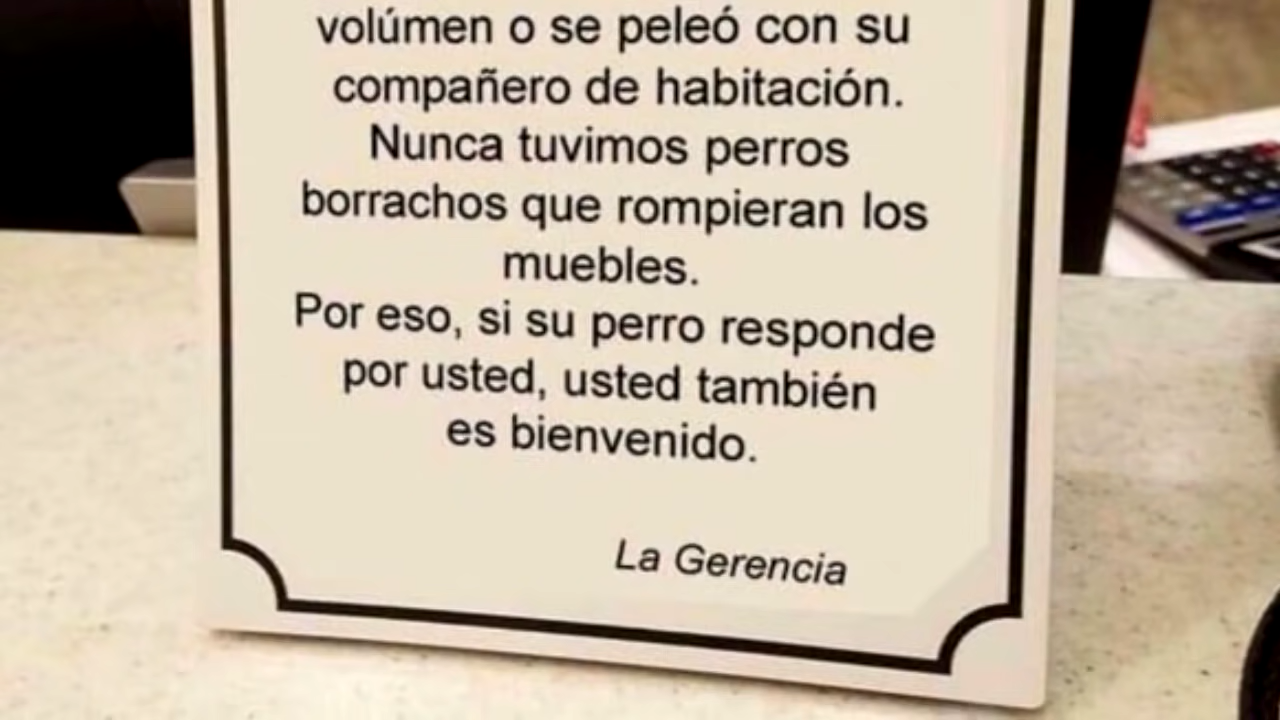 volúmen o se peleó con su
compañero de habitación.
Nunca tuvimos perros
borrachos que rompieran los
muebles.
Por eso, si su perro responde
por usted, usted también
es bienvenido.
La Gerencia